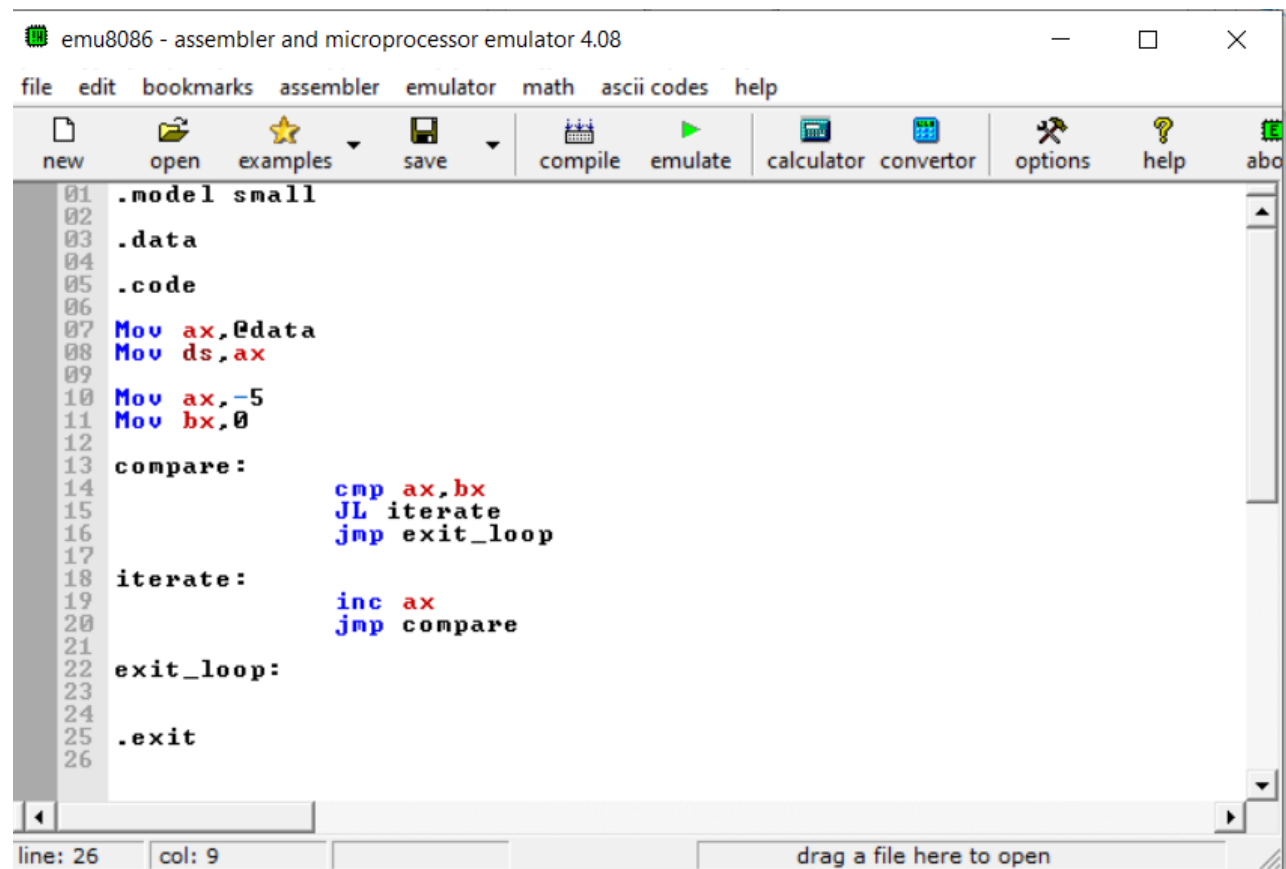 emu8086 - assembler and microprocessor emulator 4.08
file edit bookmarks assembler emulator math ascii codes help
new open examples save compile emulate calculator convertor options help abo
01 .model small
02
03 .data
04
05 .code
06
07 Mov ax,@data
08 Mov ds,ax
09
10 Mov ax,-5
11 Mov bx,0
12
13 compare:
14 cmp ax,bx
15 JL iterate
16 jmp exit_loop
17
18 iterate:
19 inc ax
20 jmp compare
21
22 exit_loop:
23
24
25 .exit
26
line: 26 col: 9 drag a file here to open